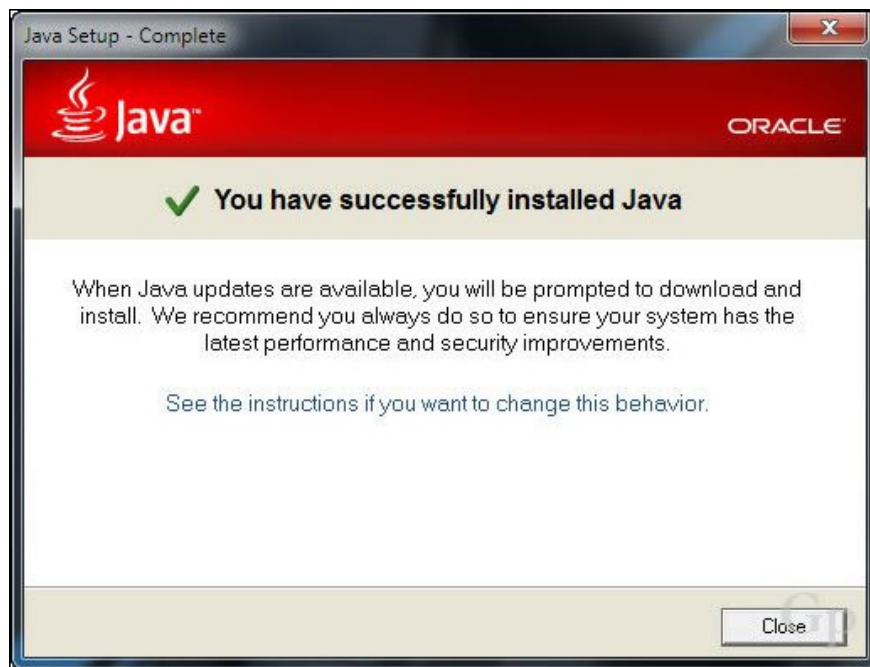 Java Setup - Complete
Java™
ORACLE®
You have successfully installed Java
When Java updates are available, you will be prompted to download and
install. We recommend you always do so to ensure your system has the
latest performance and security improvements.
See the instructions if you want to change this behavior.
Close
Gp